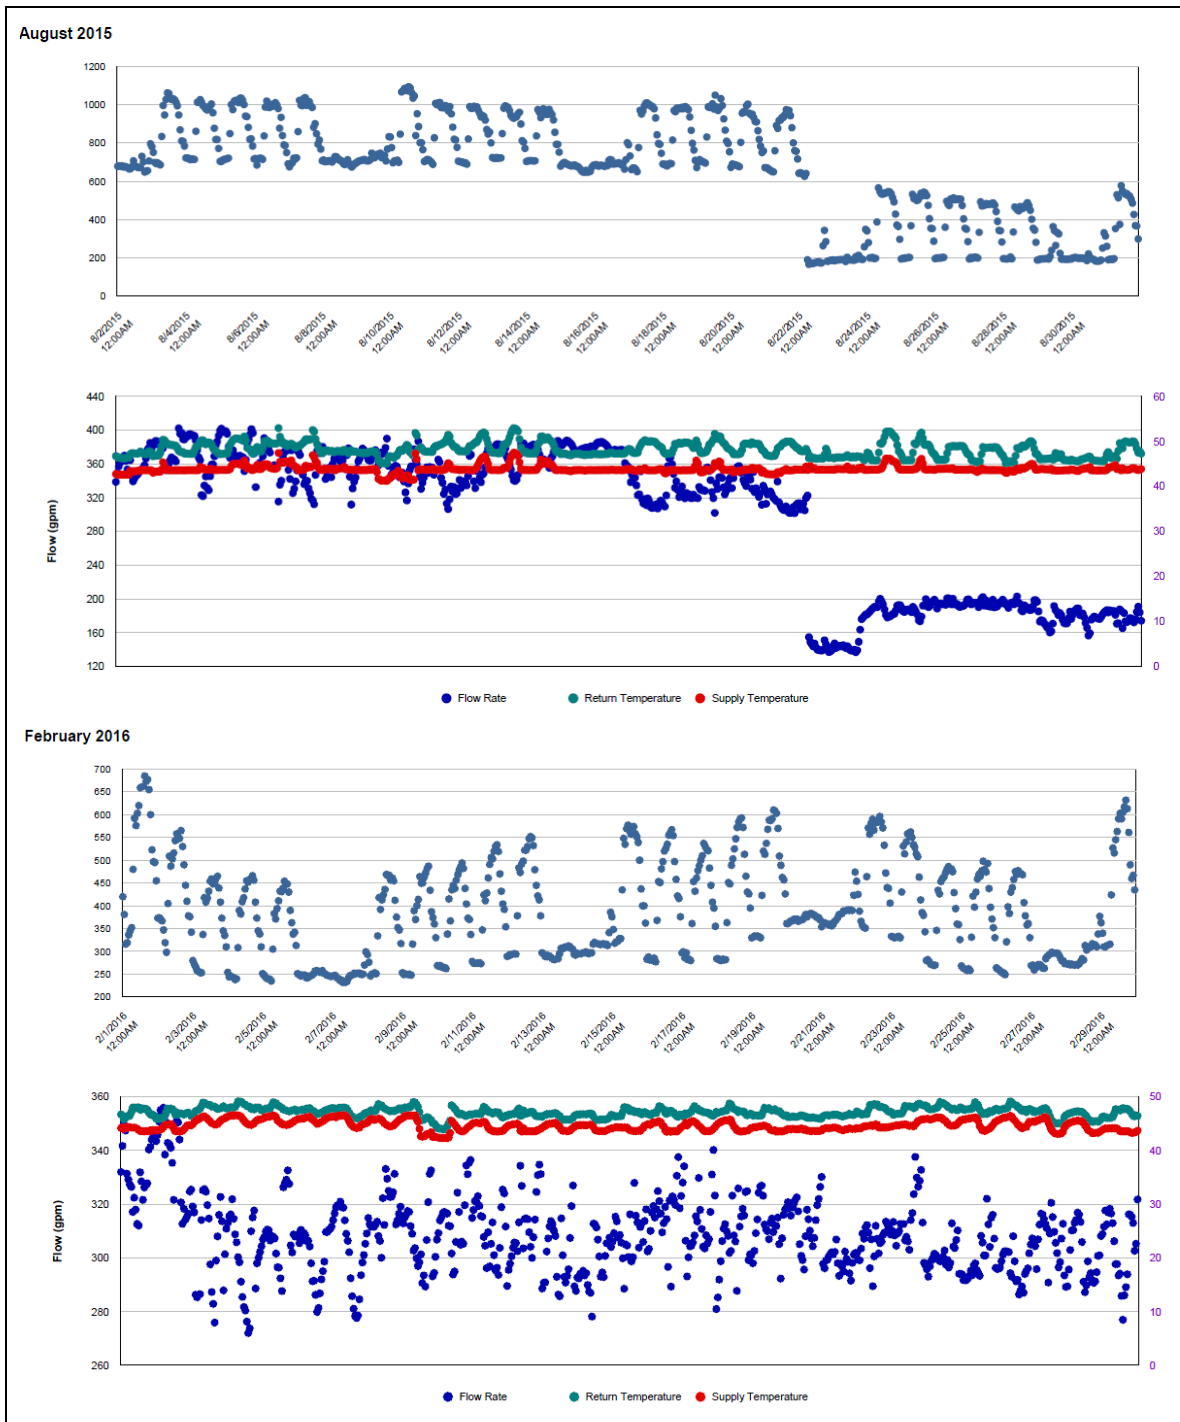 August 2015
1200
1000
800
600
400
200
0
8/2/2015 12:00AM
8/4/2015 12:00AM
8/6/2015 12:00AM
8/8/2015 12:00AM
8/10/2015 12:00AM
8/12/2015 12:00AM
8/14/2015 12:00AM
8/16/2015 12:00AM
8/18/2015 12:00AM
8/20/2015 12:00AM
8/22/2015 12:00AM
8/24/2015 12:00AM
8/26/2015 12:00AM
8/28/2015 12:00AM
8/30/2015 12:00AM
440
400
360
320
280
240
200
160
120
Flow (gpm)
60
50
40
30
20
10
0
Flow Rate Return Temperature Supply Temperature
February 2016
700
650
600
550
500
450
400
350
300
250
200
2/1/2016 12:00AM
2/3/2016 12:00AM
2/5/2016 12:00AM
2/7/2016 12:00AM
2/9/2016 12:00AM
2/11/2016 12:00AM
2/13/2016 12:00AM
2/15/2016 12:00AM
2/17/2016 12:00AM
2/19/2016 12:00AM
2/21/2016 12:00AM
2/23/2016 12:00AM
2/25/2016 12:00AM
2/27/2016 12:00AM
2/29/2016 12:00AM
360
340
320
300
280
260
Flow (gpm)
50
40
30
20
10
0
Flow Rate Return Temperature Supply Temperature